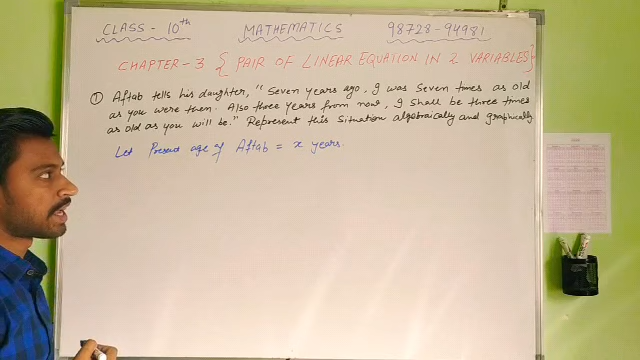 CLASS - 10th MATHEMATICS 98728-94981
CHAPTER-3 { PAIR OF LINEAR EQUATION IN 2 VARIABLES }
① Aftab tells his daughter, "Seven years ago, I was Seven times as old
as you were then. Also three years from now, I shall be three times
as old as you will be." Represent this situation algebraically and graphically
Let Present age of Aftab = x years.